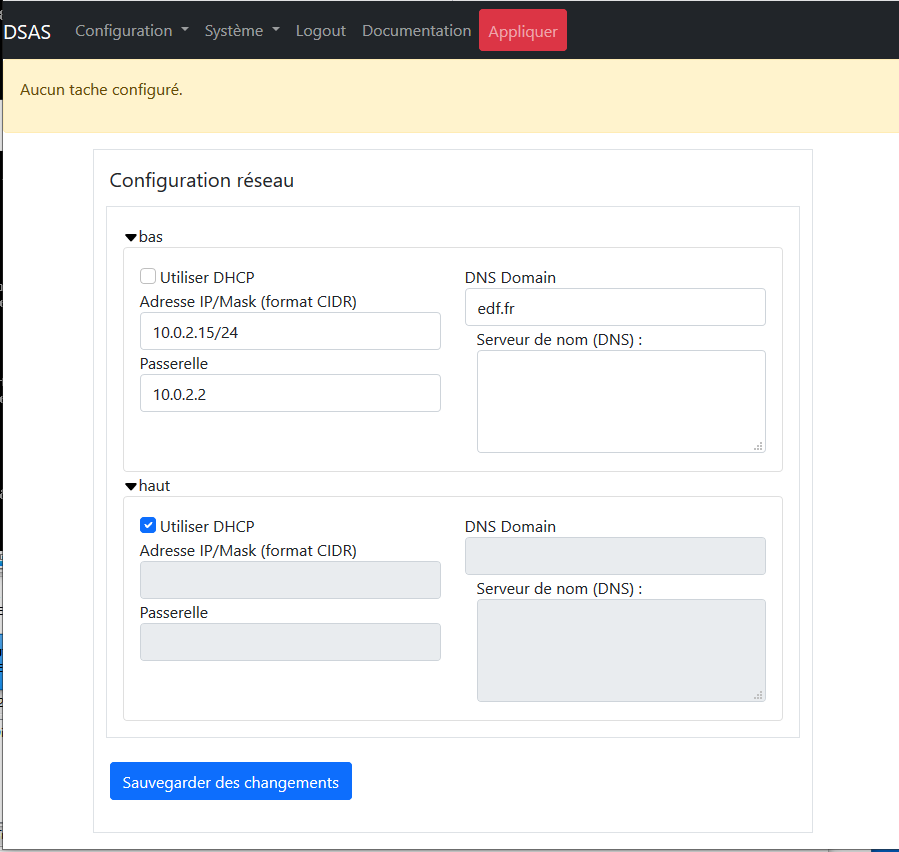 DSAS Configuration Système Logout Documentation Appliquer
Aucun tache configuré.
Configuration réseau
bas
Utiliser DHCP
Adresse IP/Mask (format CIDR)
10.0.2.15/24
Passerelle
10.0.2.2
DNS Domain
edf.fr
Serveur de nom (DNS) :
haut
Utiliser DHCP
Adresse IP/Mask (format CIDR)
Passerelle
DNS Domain
Serveur de nom (DNS) :
Sauvegarder des changements